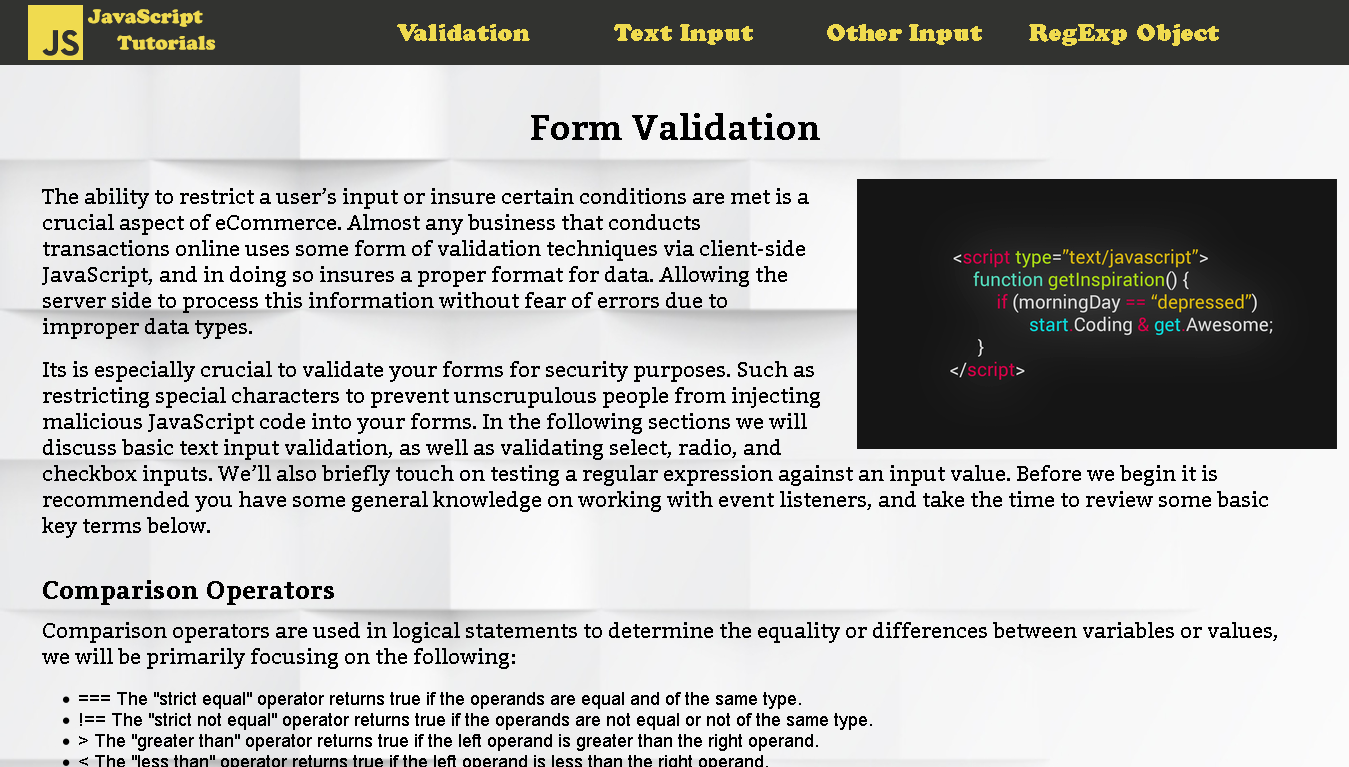 JavaScript
Tutorials
JS
Validation Text Input Other Input RegExp Object
Form Validation
The ability to restrict a user’s input or insure certain conditions are met is a
crucial aspect of eCommerce. Almost any business that conducts
transactions online uses some form of validation techniques via client-side
JavaScript, and in doing so insures a proper format for data. Allowing the
server side to process this information without fear of errors due to
improper data types.
<script type=”text/javascript”>
function getInspiration() {
if (morningDay == “depressed”)
start.Coding & get.Awesome;
}
</script>
Its is especially crucial to validate your forms for security purposes. Such as
restricting special characters to prevent unscrupulous people from injecting
malicious JavaScript code into your forms. In the following sections we will
discuss basic text input validation, as well as validating select, radio, and
checkbox inputs. We’ll also briefly touch on testing a regular expression against an input value. Before we begin it is
recommended you have some general knowledge on working with event listeners, and take the time to review some basic
key terms below.
Comparison Operators
Comparison operators are used in logical statements to determine the equality or differences between variables or values,
we will be primarily focusing on the following:
• === The "strict equal" operator returns true if the operands are equal and of the same type.
• !== The "strict not equal" operator returns true if the operands are not equal or not of the same type.
• > The "greater than" operator returns true if the left operand is greater than the right operand.
• < The "less than" operator returns true if the left operand is less than the right operand.